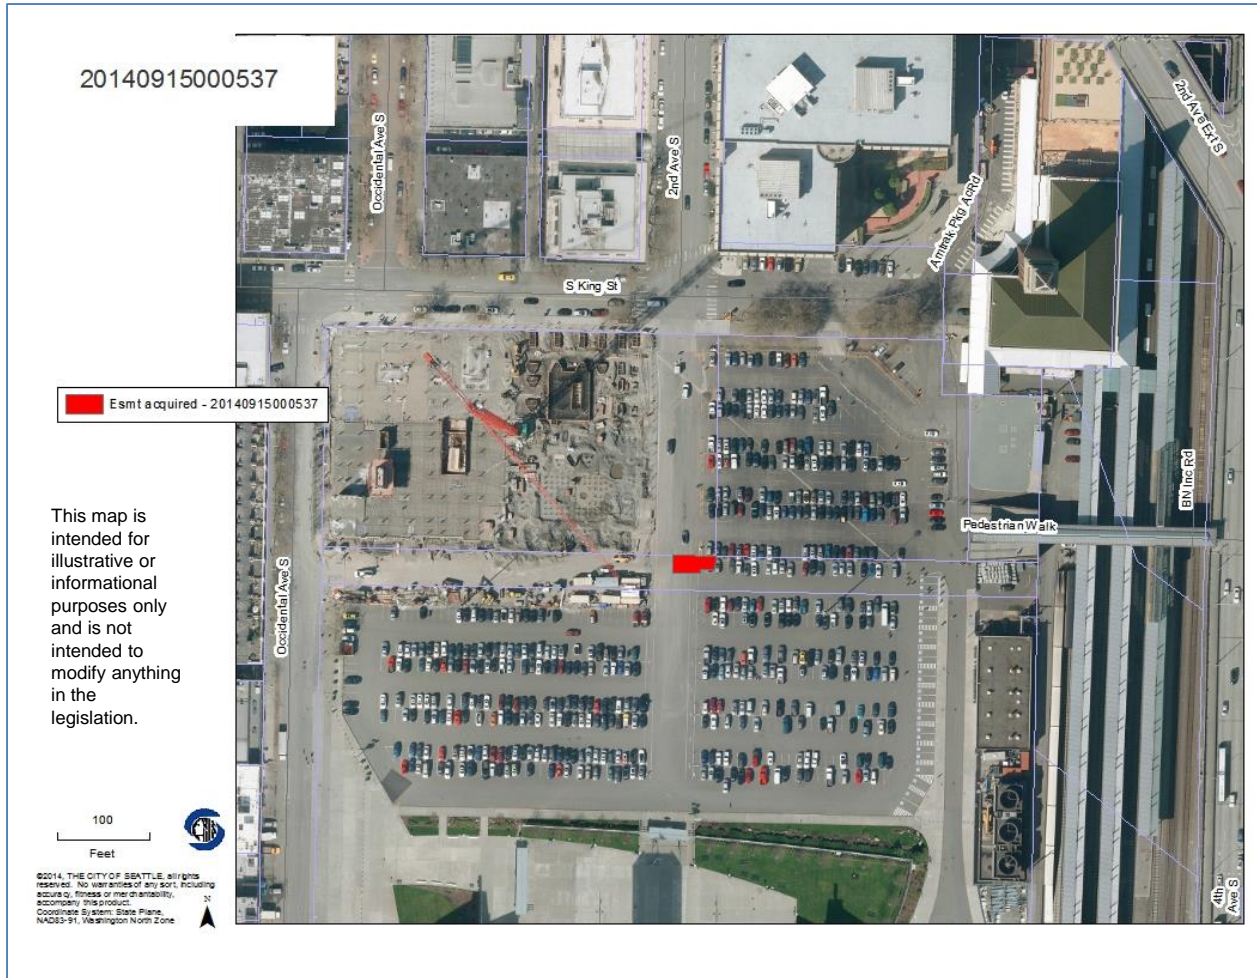 20140915000537
Occidental Ave S
2nd Ave S
2nd Ave Ext S
Amtrak Pkg AcRd
S King St
Esmt acquired - 20140915000537
BN Inc Rd
Pedestrian Walk
This map is
intended for
illustrative or
informational
purposes only
and is not
intended to
modify anything
in the
legislation.
Occidental Ave S
100
Feet
©2014, THE CITY OF SEATTLE, all rights
reserved. No warranties of any sort, including
accuracy, fitness or merchantability,
accompany this product.
Coordinate System: State Plane,
NAD83-91, Washington North Zone
N
4th
Ave S